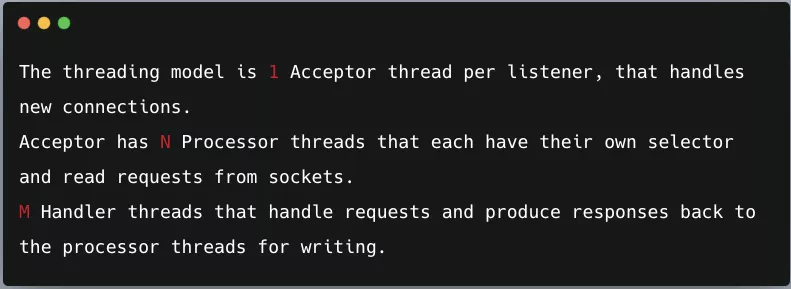 The threading model is 1 Acceptor thread per listener, that handles
new connections.
Acceptor has N Processor threads that each have their own selector
and read requests from sockets.
M Handler threads that handle requests and produce responses back to
the processor threads for writing.